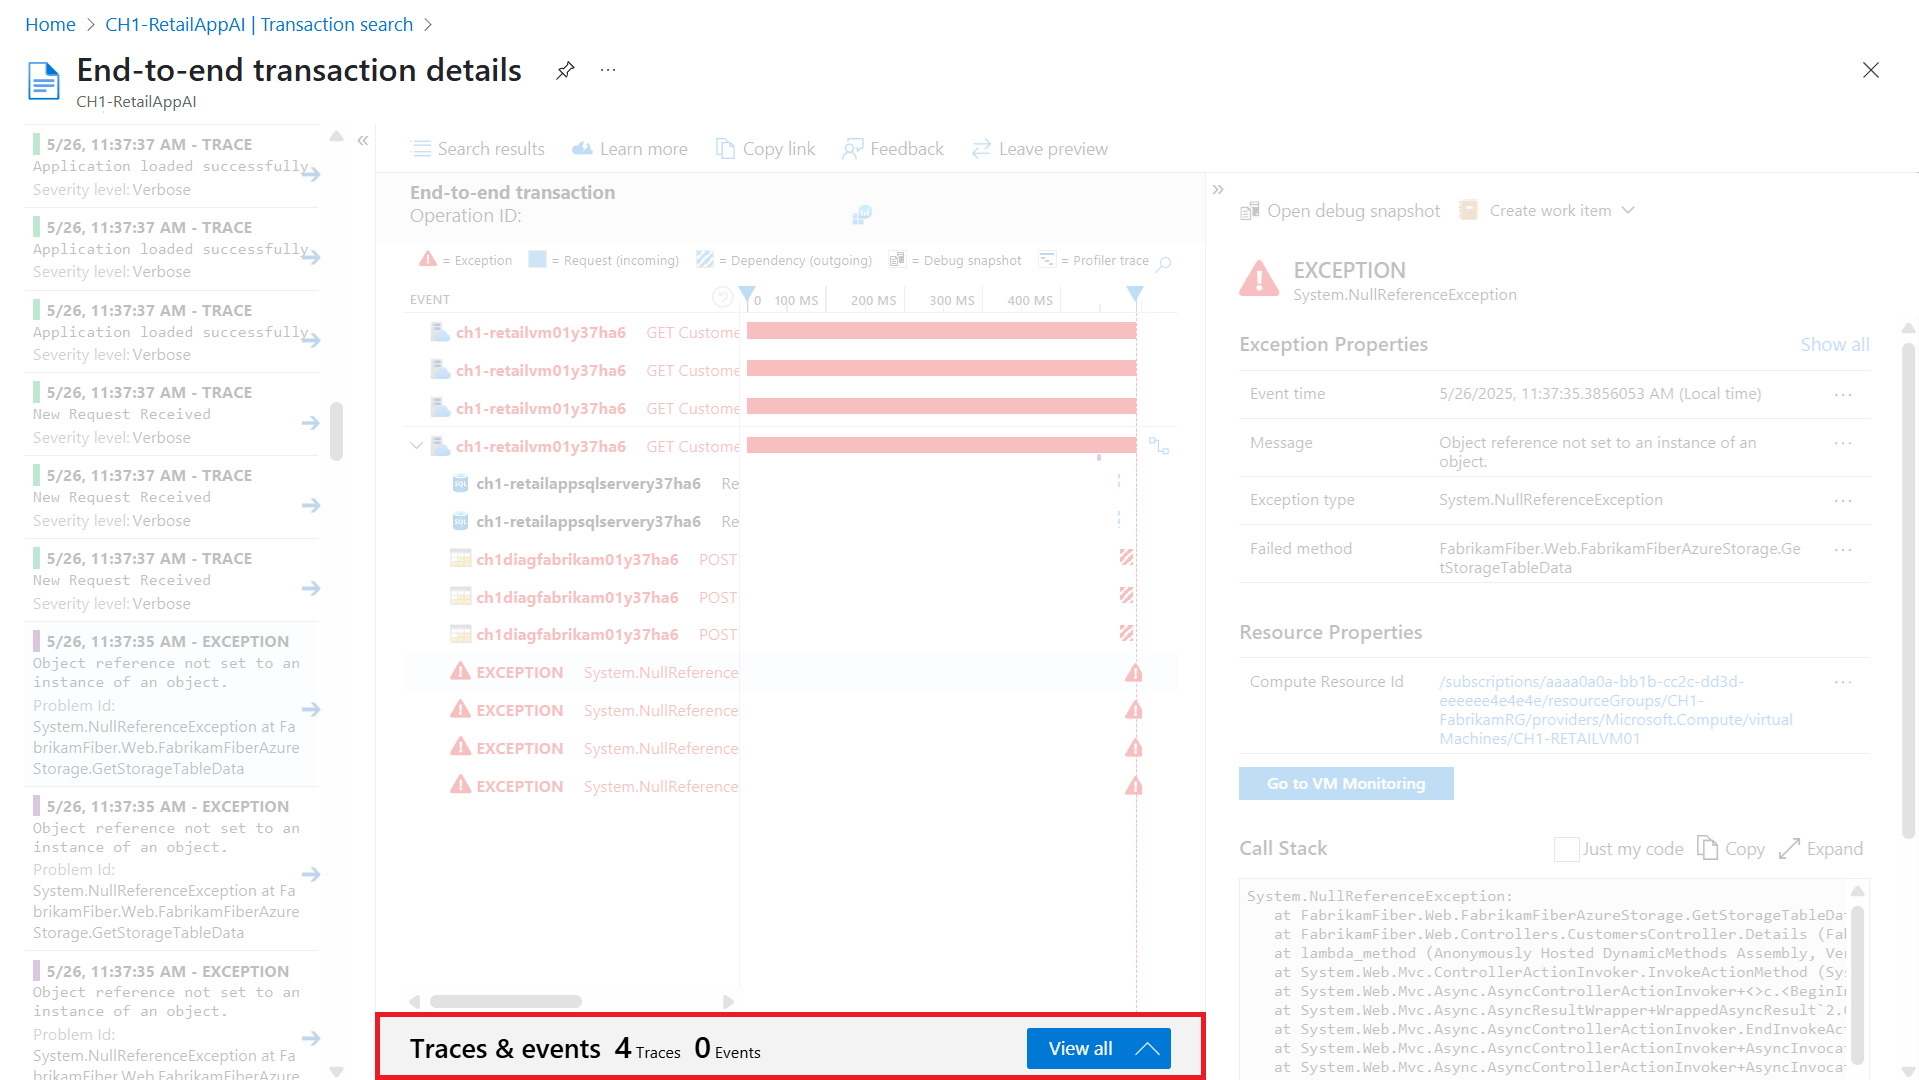 Home > CH1-RetailAppAI | Transaction search >
End-to-end transaction details ...
CH1-RetailAppAI
5/26, 11:37:37 AM - TRACE
Application loaded successfully
Severity level: Verbose
5/26, 11:37:37 AM - TRACE
Application loaded successfully
Severity level: Verbose
5/26, 11:37:37 AM - TRACE
Application loaded successfully
Severity level: Verbose
5/26, 11:37:37 AM - TRACE
New Request Received
Severity level: Verbose
5/26, 11:37:37 AM - TRACE
New Request Received
Severity level: Verbose
5/26, 11:37:37 AM - TRACE
New Request Received
Severity level: Verbose
5/26, 11:37:35 AM - EXCEPTION
Object reference not set to an
instance of an object.
Problem Id:
System.NullReferenceException at Fa
brikamFiber.Web.FabrikamFiberAzure
Storage.GetStorageTableData
5/26, 11:37:35 AM - EXCEPTION
Object reference not set to an
instance of an object.
Problem Id:
System.NullReferenceException at Fa
brikamFiber.Web.FabrikamFiberAzure
Storage.GetStorageTableData
5/26, 11:37:35 AM - EXCEPTION
Object reference not set to an
instance of an object.
Problem Id:
System.NullReferenceException at Fa
brikamFiber.Web.FabrikamFiberAzure
Search results Learn more Copy link Feedback Leave preview
End-to-end transaction
Operation ID:
= Exception = Request (incoming) = Dependency (outgoing) = Debug snapshot = Profiler trace
EVENT 0 100 MS 200 MS 300 MS 400 MS
ch1-retailvm01y37ha6 GET Custome
ch1-retailvm01y37ha6 GET Custome
ch1-retailvm01y37ha6 GET Custome
ch1-retailvm01y37ha6 GET Custome
SQL ch1-retailappsqlservery37ha6 Re
SQL ch1-retailappsqlservery37ha6 Re
ch1diagfabrikam01y37ha6 POST
ch1diagfabrikam01y37ha6 POST
ch1diagfabrikam01y37ha6 POST
EXCEPTION System.NullReference
EXCEPTION System.NullReference
EXCEPTION System.NullReference
EXCEPTION System.NullReference
Traces & events 4 Traces 0 Events View all
Open debug snapshot Create work item
EXCEPTION
System.NullReferenceException
Exception Properties Show all
Event time 5/26/2025, 11:37:35.3856053 AM (Local time) ...
Message Object reference not set to an instance of an ...
object.
Exception type System.NullReferenceException ...
Failed method FabrikamFiber.Web.FabrikamFiberAzureStorage.Ge ...
tStorageTableData
Resource Properties
Compute Resource Id /subscriptions/aaaa0a0a-bb1b-cc2c-dd3d- ...
eeeeee4e4e4e/resourceGroups/CH1-
FabrikamRG/providers/Microsoft.Compute/virtual
Machines/CH1-RETAILVM01
Go to VM Monitoring
Call Stack Just my code Copy Expand
System.NullReferenceException:
at FabrikamFiber.Web.FabrikamFiberAzureStorage.GetStorageTableDa
at FabrikamFiber.Web.Controllers.CustomersController.Details (Fa
at lambda_method (Anonymously Hosted DynamicMethods Assembly, Ve
at System.Web.Mvc.ControllerActionInvoker.InvokeActionMethod (Sy
at System.Web.Mvc.Async.AsyncControllerActionInvoker+<>c.<BeginI
at System.Web.Mvc.Async.AsyncResultWrapper+WrappedAsyncResult`2.
at System.Web.Mvc.Async.AsyncControllerActionInvoker.EndInvokeAc
at System.Web.Mvc.Async.AsyncControllerActionInvoker+AsyncInvoca
at System.Web.Mvc.Async.AsyncControllerActionInvoker+AsyncInvoca